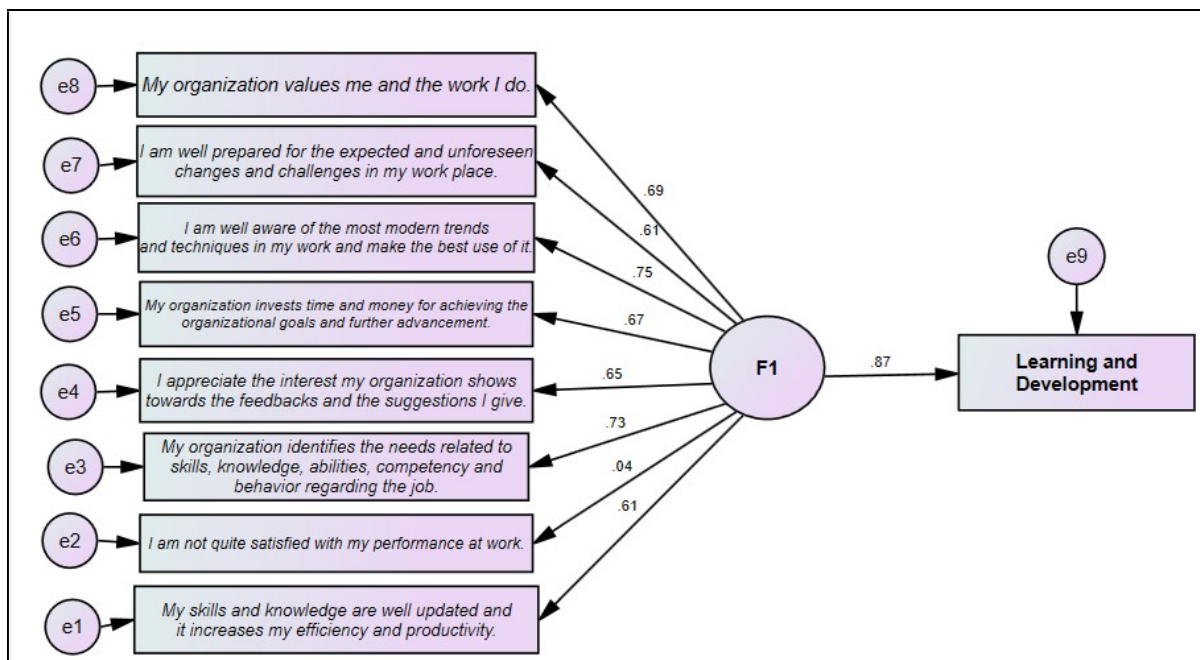 e8
My organization values me and the work I do.
e7
I am well prepared for the expected and unforeseen
changes and challenges in my work place.
e6
I am well aware of the most modern trends
and techniques in my work and make the best use of it.
e5
My organization invests time and money for achieving the
organizational goals and further advancement.
e4
I appreciate the interest my organization shows
towards the feedbacks and the suggestions I give.
e3
My organization identifies the needs related to
skills, knowledge, abilities, competency and
behavior regarding the job.
e2
I am not quite satisfied with my performance at work.
e1
My skills and knowledge are well updated and
it increases my efficiency and productivity.
.69
.61
.75
.67
.65
.73
.04
.61
F1
.87
e9
Learning and
Development